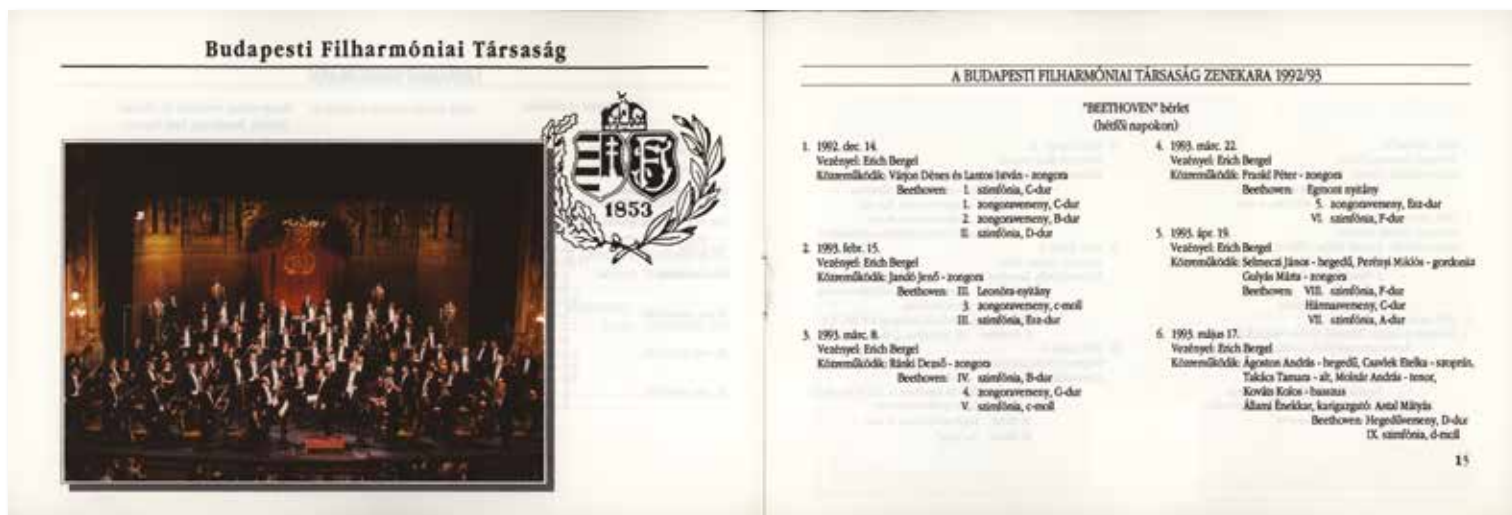 Budapesti Filharmóniai Társaság
1853
A BUDAPESTI FILHARMÓNIAI TÁRSASÁG ZENEKARA 1992/93
"BEETHOVEN" bérlet
(hétfői napokon)
1. 1992. dec. 14.
Vezényel: Erich Bergel
Közreműködik: Várjon Dénes és Lantos István - zongora
Beethoven: I. szimfónia, C-dur
1. zongoraverseny, C-dur
2. zongoraverseny, B-dur
II. szimfónia, D-dur
2. 1993. febr. 15.
Vezényel: Erich Bergel
Közreműködik: Jandó Jenő - zongora
Beethoven: III. Leonóra-nyitány
3. zongoraverseny, c-moll
III. szimfónia, Esz-dur
3. 1993. márc. 8.
Vezényel: Erich Bergel
Közreműködik: Ránki Dezső - zongora
Beethoven: IV. szimfónia, B-dur
4. zongoraverseny, G-dur
V. szimfónia, c-moll
4. 1993. márc. 22.
Vezényel: Erich Bergel
Közreműködik: Frankl Péter - zongora
Beethoven: Egmont nyitány
5. zongoraverseny, Esz-dur
VI. szimfónia, F-dur
5. 1993. ápr. 19.
Vezényel: Erich Bergel
Közreműködik: Selmeczi János - hegedű, Perényi Miklós - gordonka
Gulyás Márta - zongora
Beethoven: VIII. szimfónia, F-dur
Hármasverseny, C-dur
VII. szimfónia, A-dur
6. 1993. május 17.
Vezényel: Erich Bergel
Közreműködik: Ágoston András - hegedű, Csavlek Etelka - szoprán,
Takács Tamara - alt, Molnár András - tenor,
Kováts Kolos - basszus
Állami Énekkar, karigazgató: Antal Mátyás
Beethoven: Hegedűverseny, D-dur
IX. szimfónia, d-moll
15